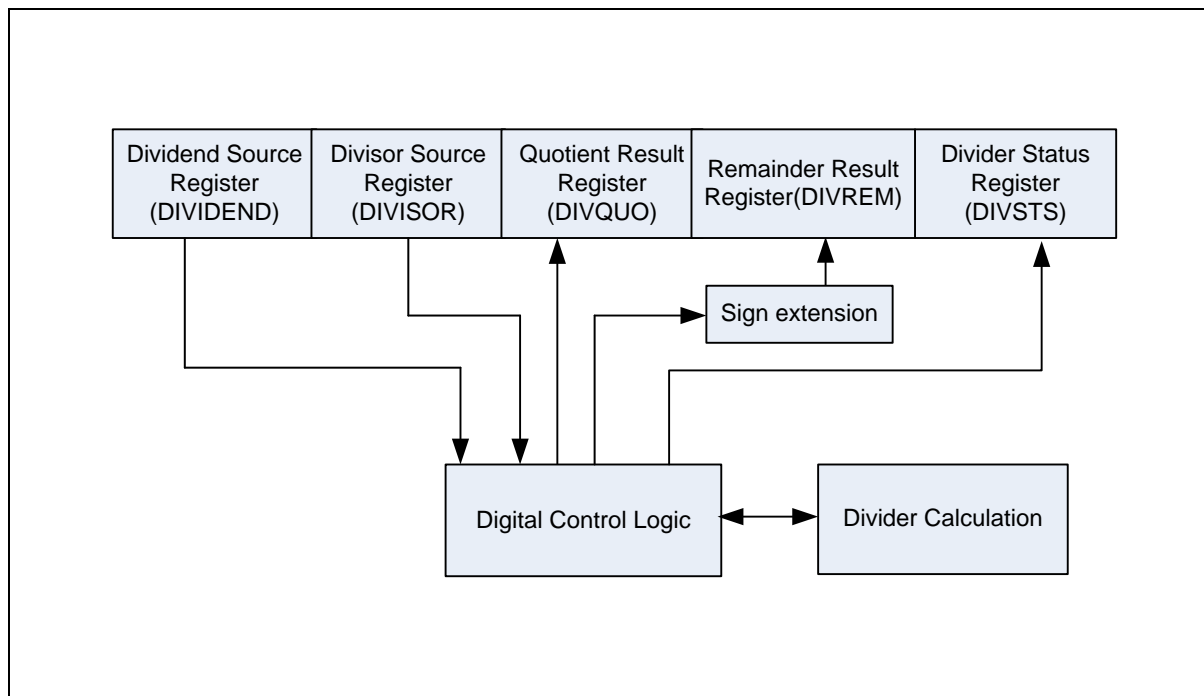 Dividend Source
Register
(DIVIDEND)
Divisor Source
Register
(DIVISOR)
Quotient Result
Register
(DIVQUO)
Remainder Result
Register(DIVREM)
Divider Status
Register
(DIVSTS)
Sign extension
Digital Control Logic
Divider Calculation